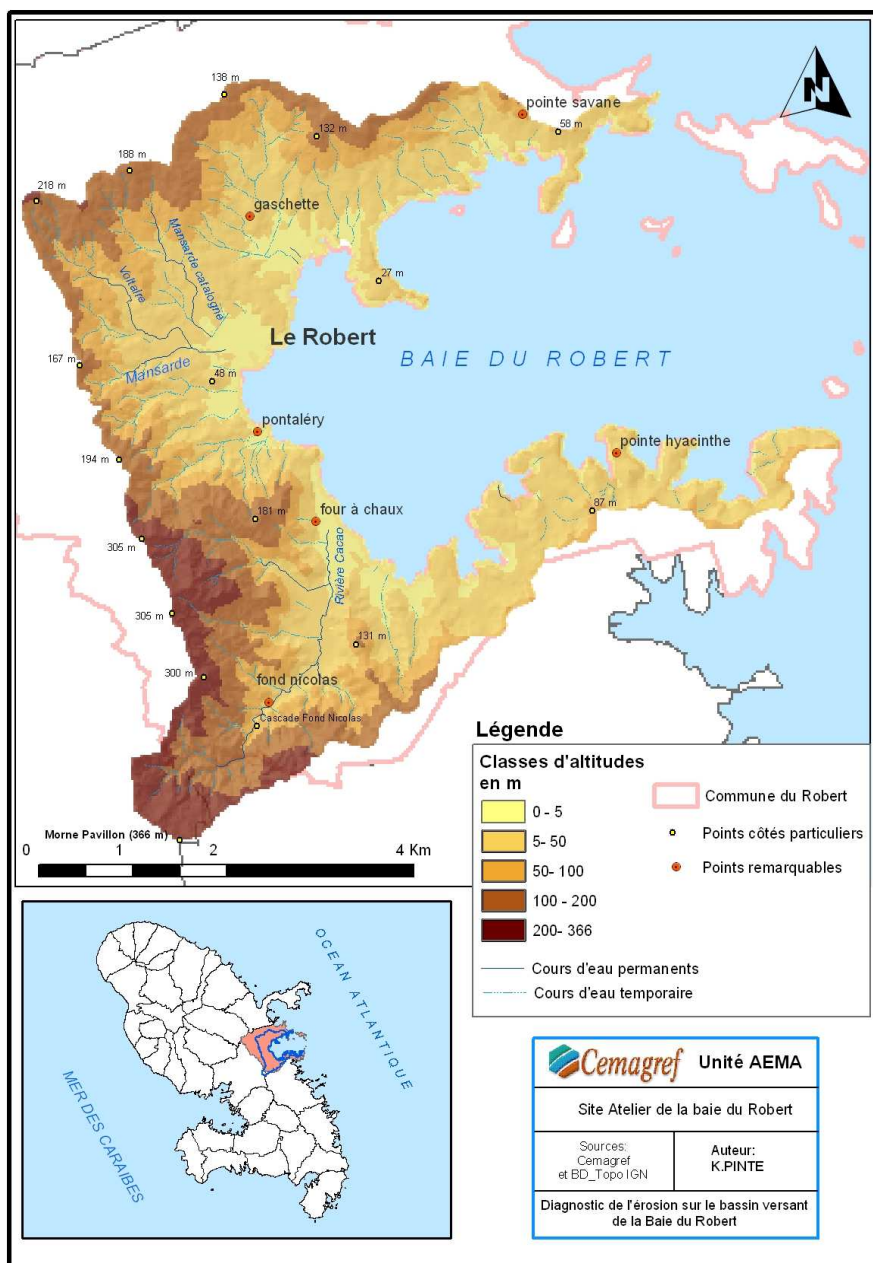 138 m
pointe savane
N
132 m
58 m
188 m
218 m
gaschette
Mansarde catalogne
Voltaire
27 m
Le Robert
BAIE DU ROBERT
167 m
Mansarde
48 m
pontaléry
pointe hyacinthe
194 m
181 m
four à chaux
87 m
305 m
Rivière Cacao
305 m
131 m
300 m
fond nicolas
Cascade Fond Nicolas
Morne Pavillon (366 m)
0 1 2 4 Km
Légende
Classes d'altitudes
en m
0 - 5
5- 50
50- 100
100 - 200
200- 366
Commune du Robert
Points côtés particuliers
Points remarquables
Cours d'eau permanents
Cours d'eau temporaire
OCEAN ATLANTIQUE
MER DES CARAIBES
Cemagref Unité AEMA
Site Atelier de la baie du Robert
Sources:
Cemagref
et BD_Topo IGN
Auteur:
K.PINTE
Diagnostic de l'érosion sur le bassin versant
de la Baie du Robert